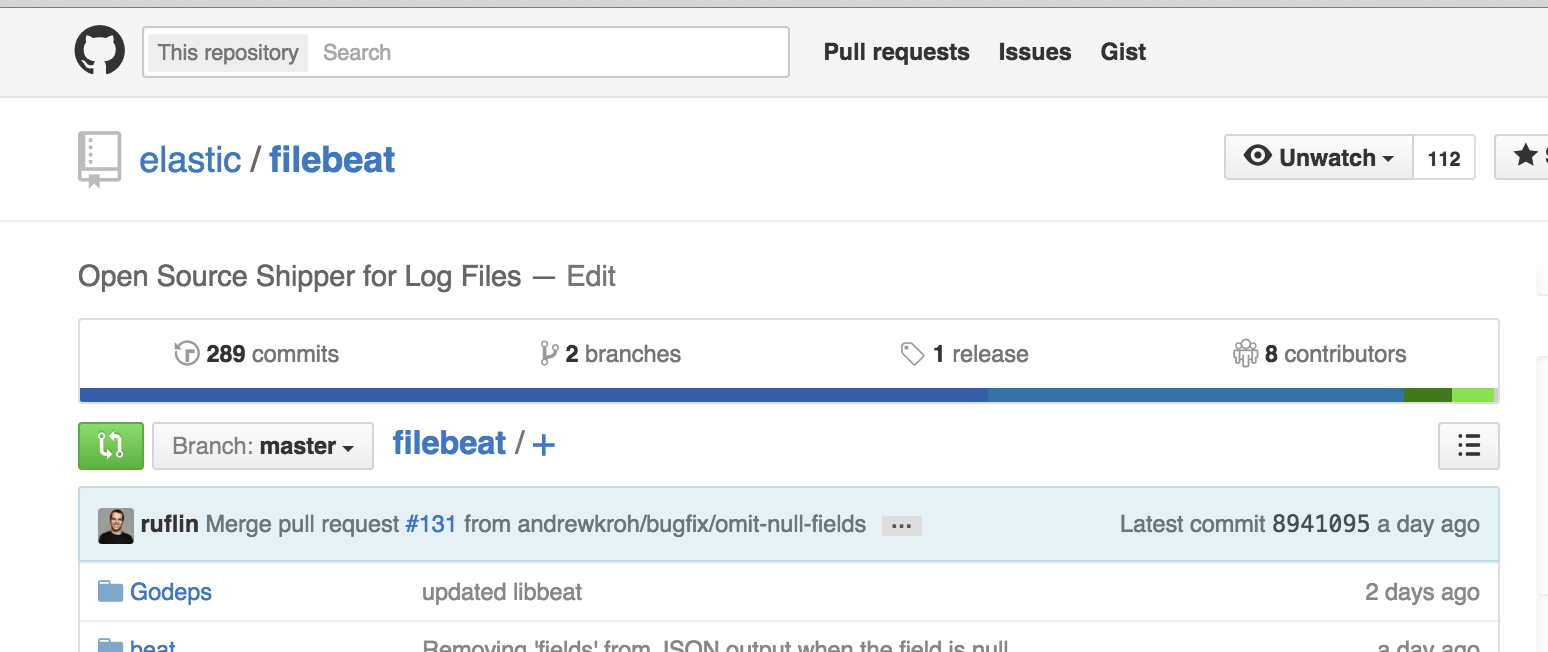 This repository Search Pull requests Issues Gist
elastic / filebeat Unwatch 112
Open Source Shipper for Log Files — Edit
289 commits 2 branches 1 release 8 contributors
Branch: master filebeat / +
ruflin Merge pull request #131 from andrewkroh/bugfix/omit-null-fields ... Latest commit 8941095 a day ago
Godeps updated libbeat 2 days ago
beat Removing 'fields' from JSON output when the field is null a day ago